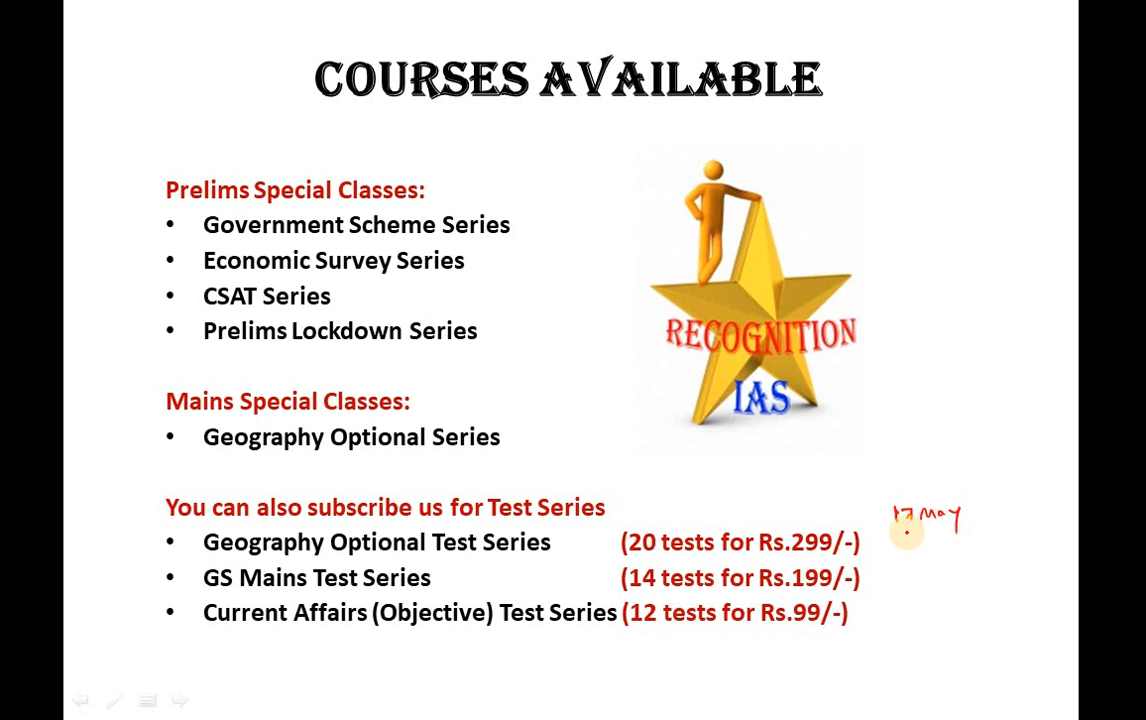 COURSES AVAILABLE
Prelims Special Classes:
• Government Scheme Series
• Economic Survey Series
• CSAT Series
• Prelims Lockdown Series
RECOGNITION
IAS
Mains Special Classes:
• Geography Optional Series
You can also subscribe us for Test Series
17 May
• Geography Optional Test Series (20 tests for Rs.299/-)
• GS Mains Test Series (14 tests for Rs.199/-)
• Current Affairs (Objective) Test Series (12 tests for Rs.99/-)